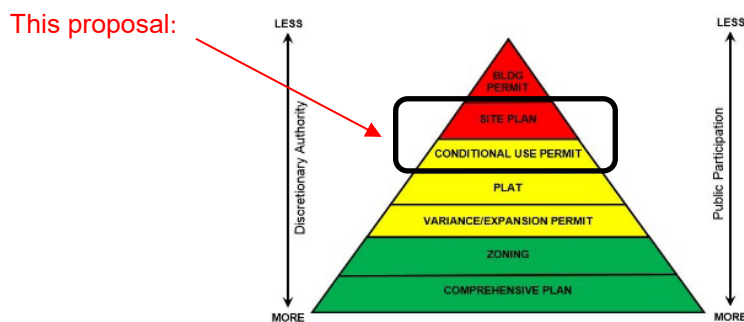 This proposal:
LESS
LESS
BLDG
PERMIT
SITE PLAN
CONDITIONAL USE PERMIT
PLAT
VARIANCE/EXPANSION PERMIT
ZONING
COMPREHENSIVE PLAN
Discretionary Authority
Public Participation
MORE
MORE